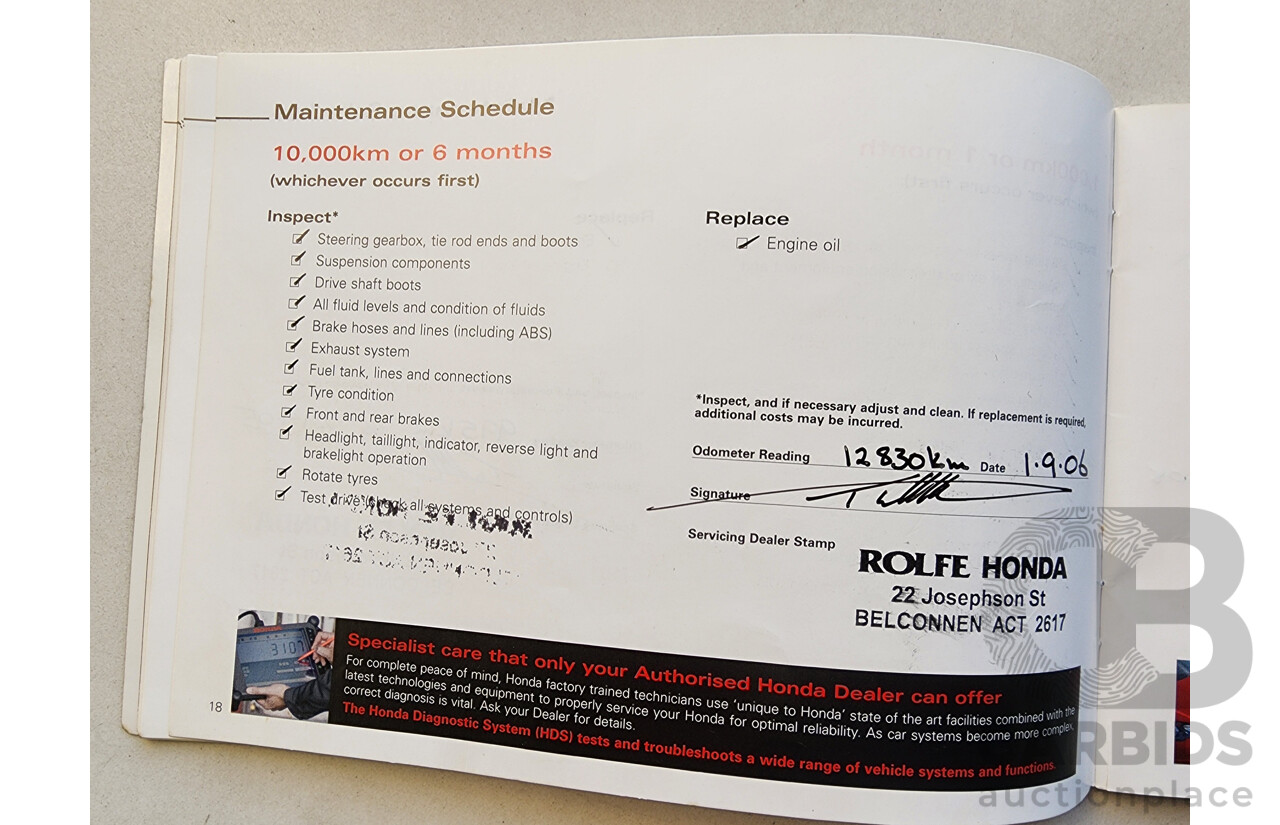 Maintenance Schedule
10,000km or 6 months
(whichever occurs first)
Inspect*
Steering gearbox, tie rod ends and boots
Suspension components
Drive shaft boots
All fluid levels and condition of fluids
Brake hoses and lines (including ABS)
Exhaust system
Fuel tank, lines and connections
Tyre condition
Front and rear brakes
Headlight, taillight, indicator, reverse light and
brakelight operation
Rotate tyres
Test drive (check all systems and controls)
Replace
Engine oil
*Inspect, and if necessary adjust and clean. If replacement is required,
additional costs may be incurred.
Odometer Reading 12830km Date 1.9.06
Signature
Servicing Dealer Stamp
ROLFE HONDA
22 Josephson St
BELCONNEN ACT 2617
3107
Specialist care that only your Authorised Honda Dealer can offer
For complete peace of mind, Honda factory trained technicians use 'unique to Honda' state of the art facilities combined with the
latest technologies and equipment to properly service your Honda for optimal reliability. As car systems become more complex,
correct diagnosis is vital. Ask your Dealer for details.
The Honda Diagnostic System (HDS) tests and troubleshoots a wide range of vehicle systems and functions.
18
RBIDS
auctionplace